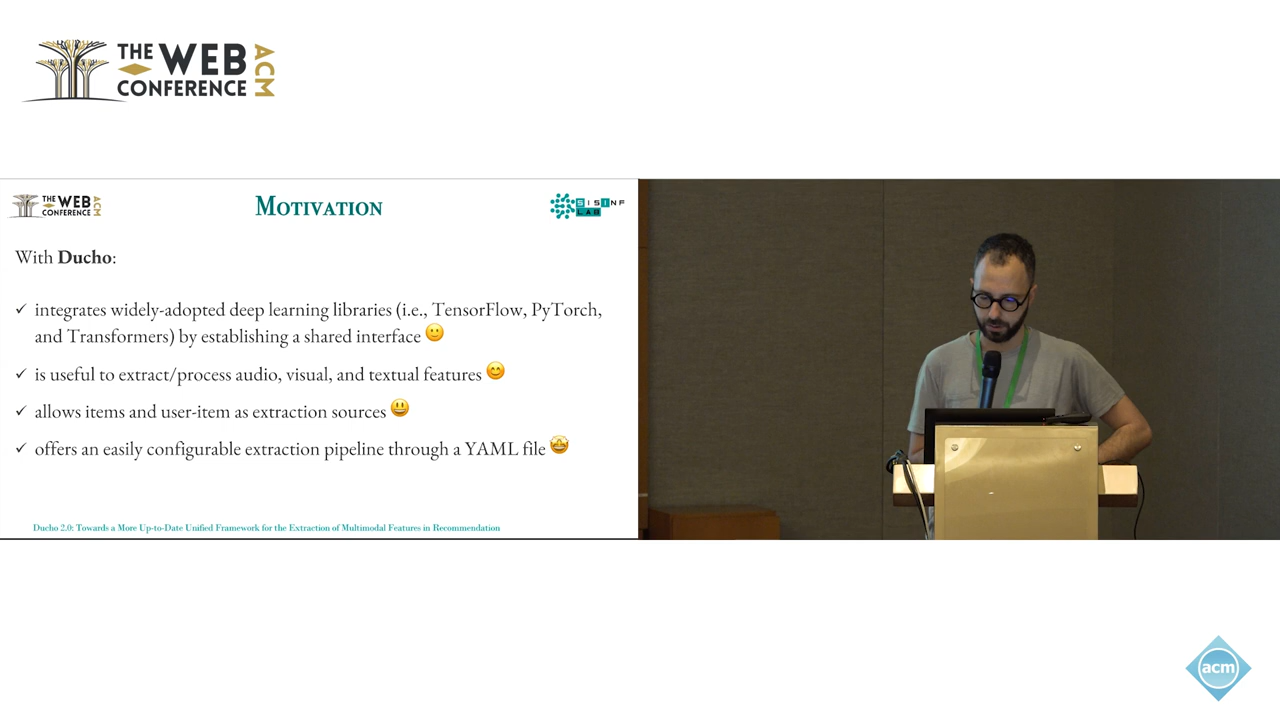 THE WEB CONFERENCE ACM
THE WEB CONFERENCE ACM
MOTIVATION
SISINF LAB
With Ducho:
✓ integrates widely-adopted deep learning libraries (i.e., TensorFlow, PyTorch,
and Transformers) by establishing a shared interface 🙂
✓ is useful to extract/process audio, visual, and textual features 😊
✓ allows items and user-item as extraction sources 😃
✓ offers an easily configurable extraction pipeline through a YAML file 🤩
Ducho 2.0: Towards a More Up-to-Date Unified Framework for the Extraction of Multimodal Features in Recommendation
acm